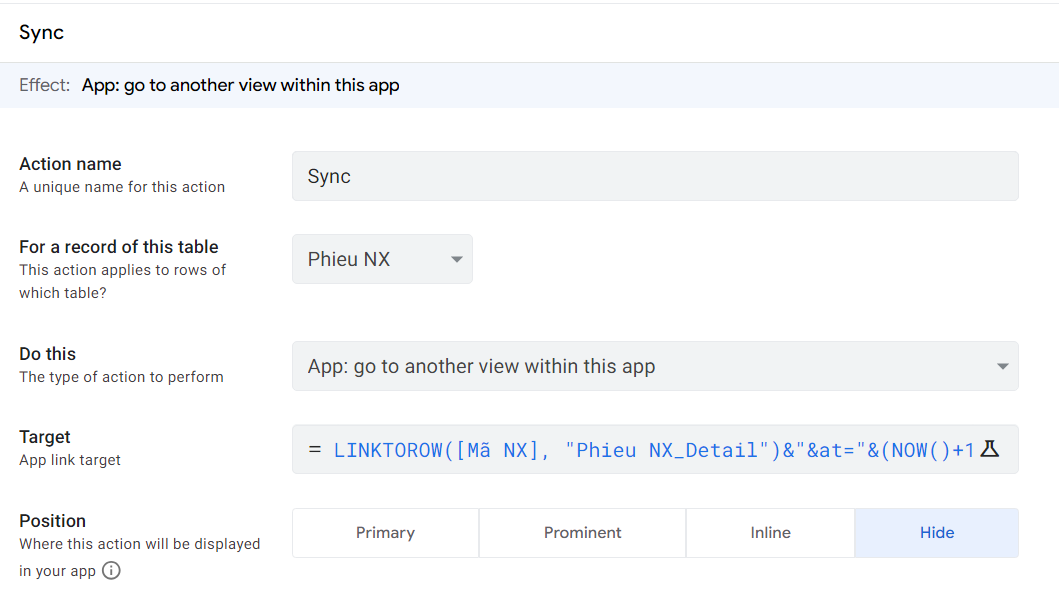 Sync
Effect: App: go to another view within this app
Action name
A unique name for this action
Sync
For a record of this table
This action applies to rows of
which table?
Phieu NX
Do this
The type of action to perform
App: go to another view within this app
Target
App link target
= LINKTOROW([Mã NX], "Phieu NX_Detail")&"&at="&(NOW()+1
Position
Where this action will be displayed
in your app
Primary
Prominent
Inline
Hide